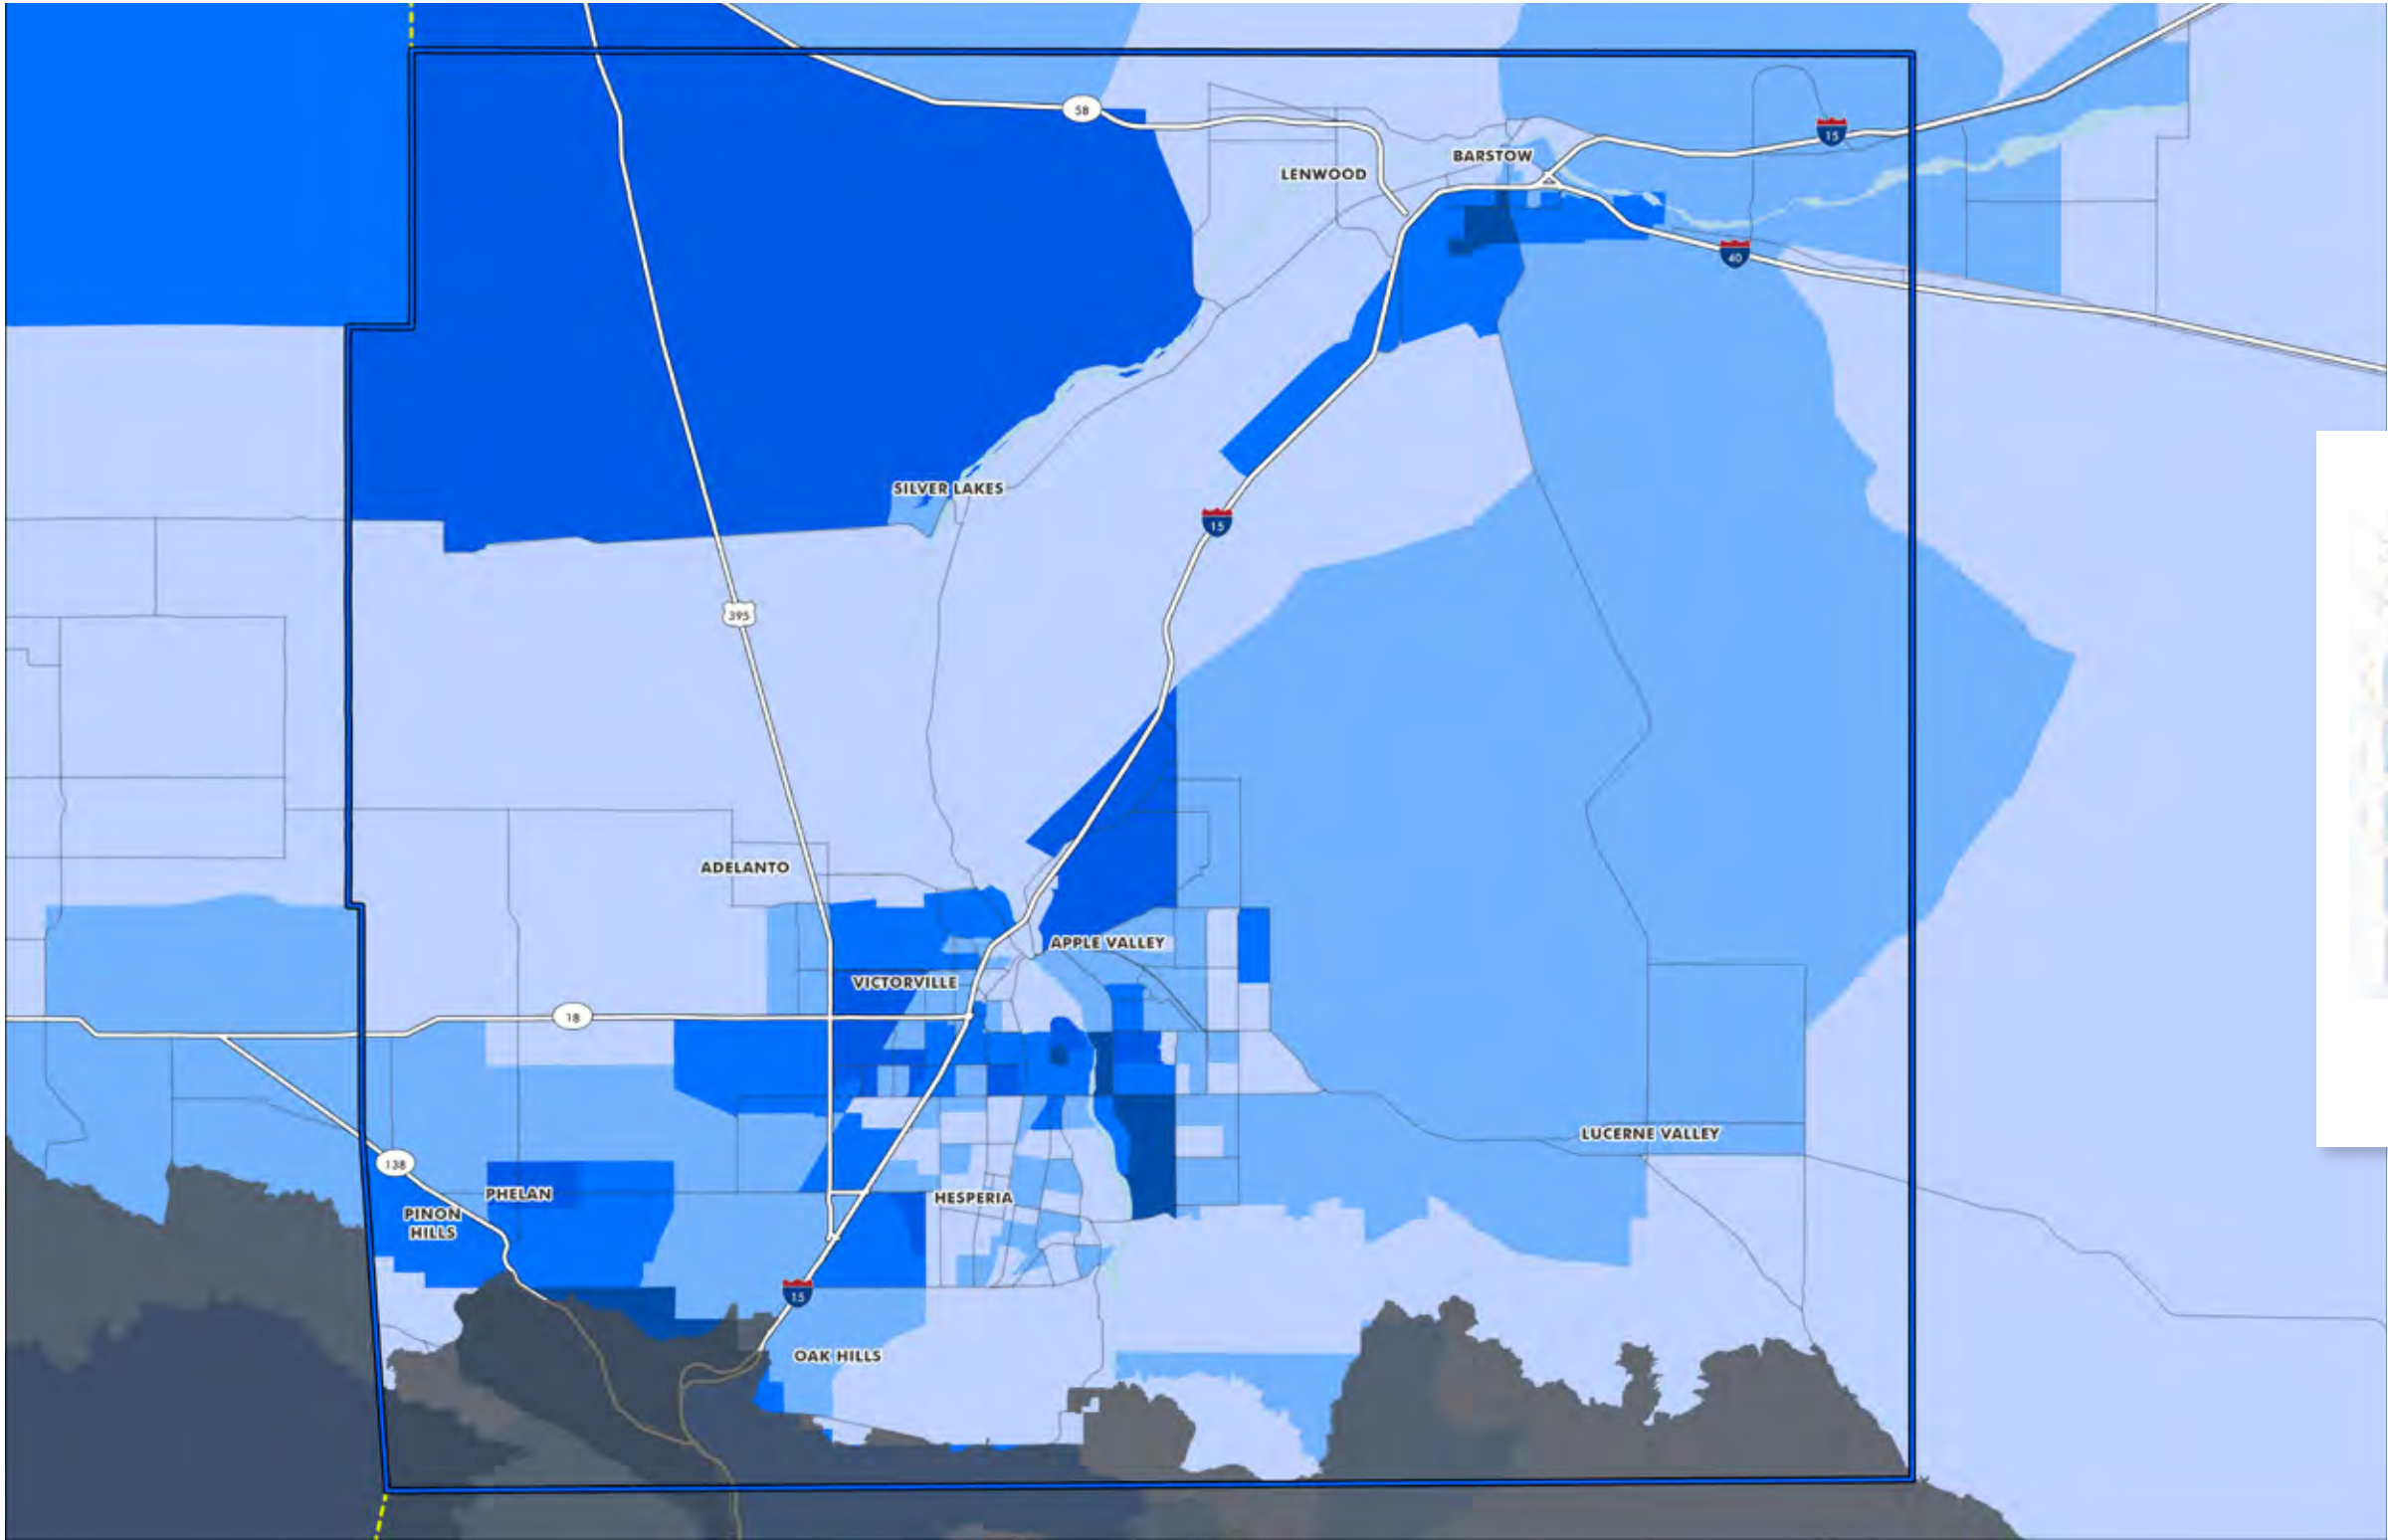 58
15
BARSTOW
LENWOOD
40
SILVER LAKES
15
395
ADELANTO
APPLE VALLEY
VICTORVILLE
18
LUCERNE VALLEY
138
PHELAN
HESPERIA
PINON
HILLS
15
OAK HILLS